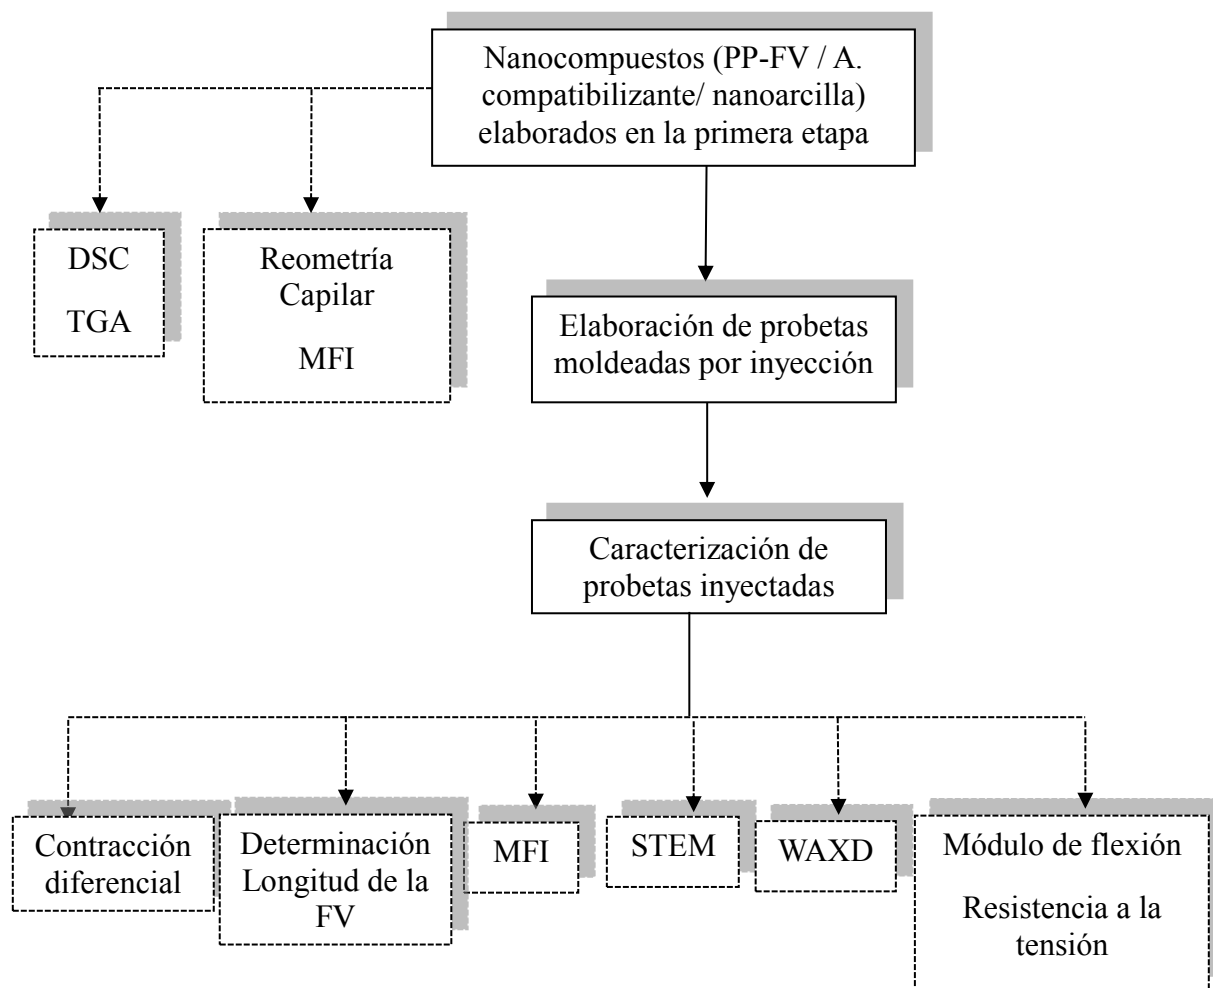 Nanocompuestos (PP-FV / A.
compatibilizante/ nanoarcilla)
elaborados en la primera etapa
DSC
TGA
Reometría
Capilar
MFI
Elaboración de probetas
moldeadas por inyección
Caracterización de
probetas inyectadas
Contracción
diferencial
Determinación
Longitud de la
FV
MFI
STEM
WAXD
Módulo de flexión
Resistencia a la
tensión